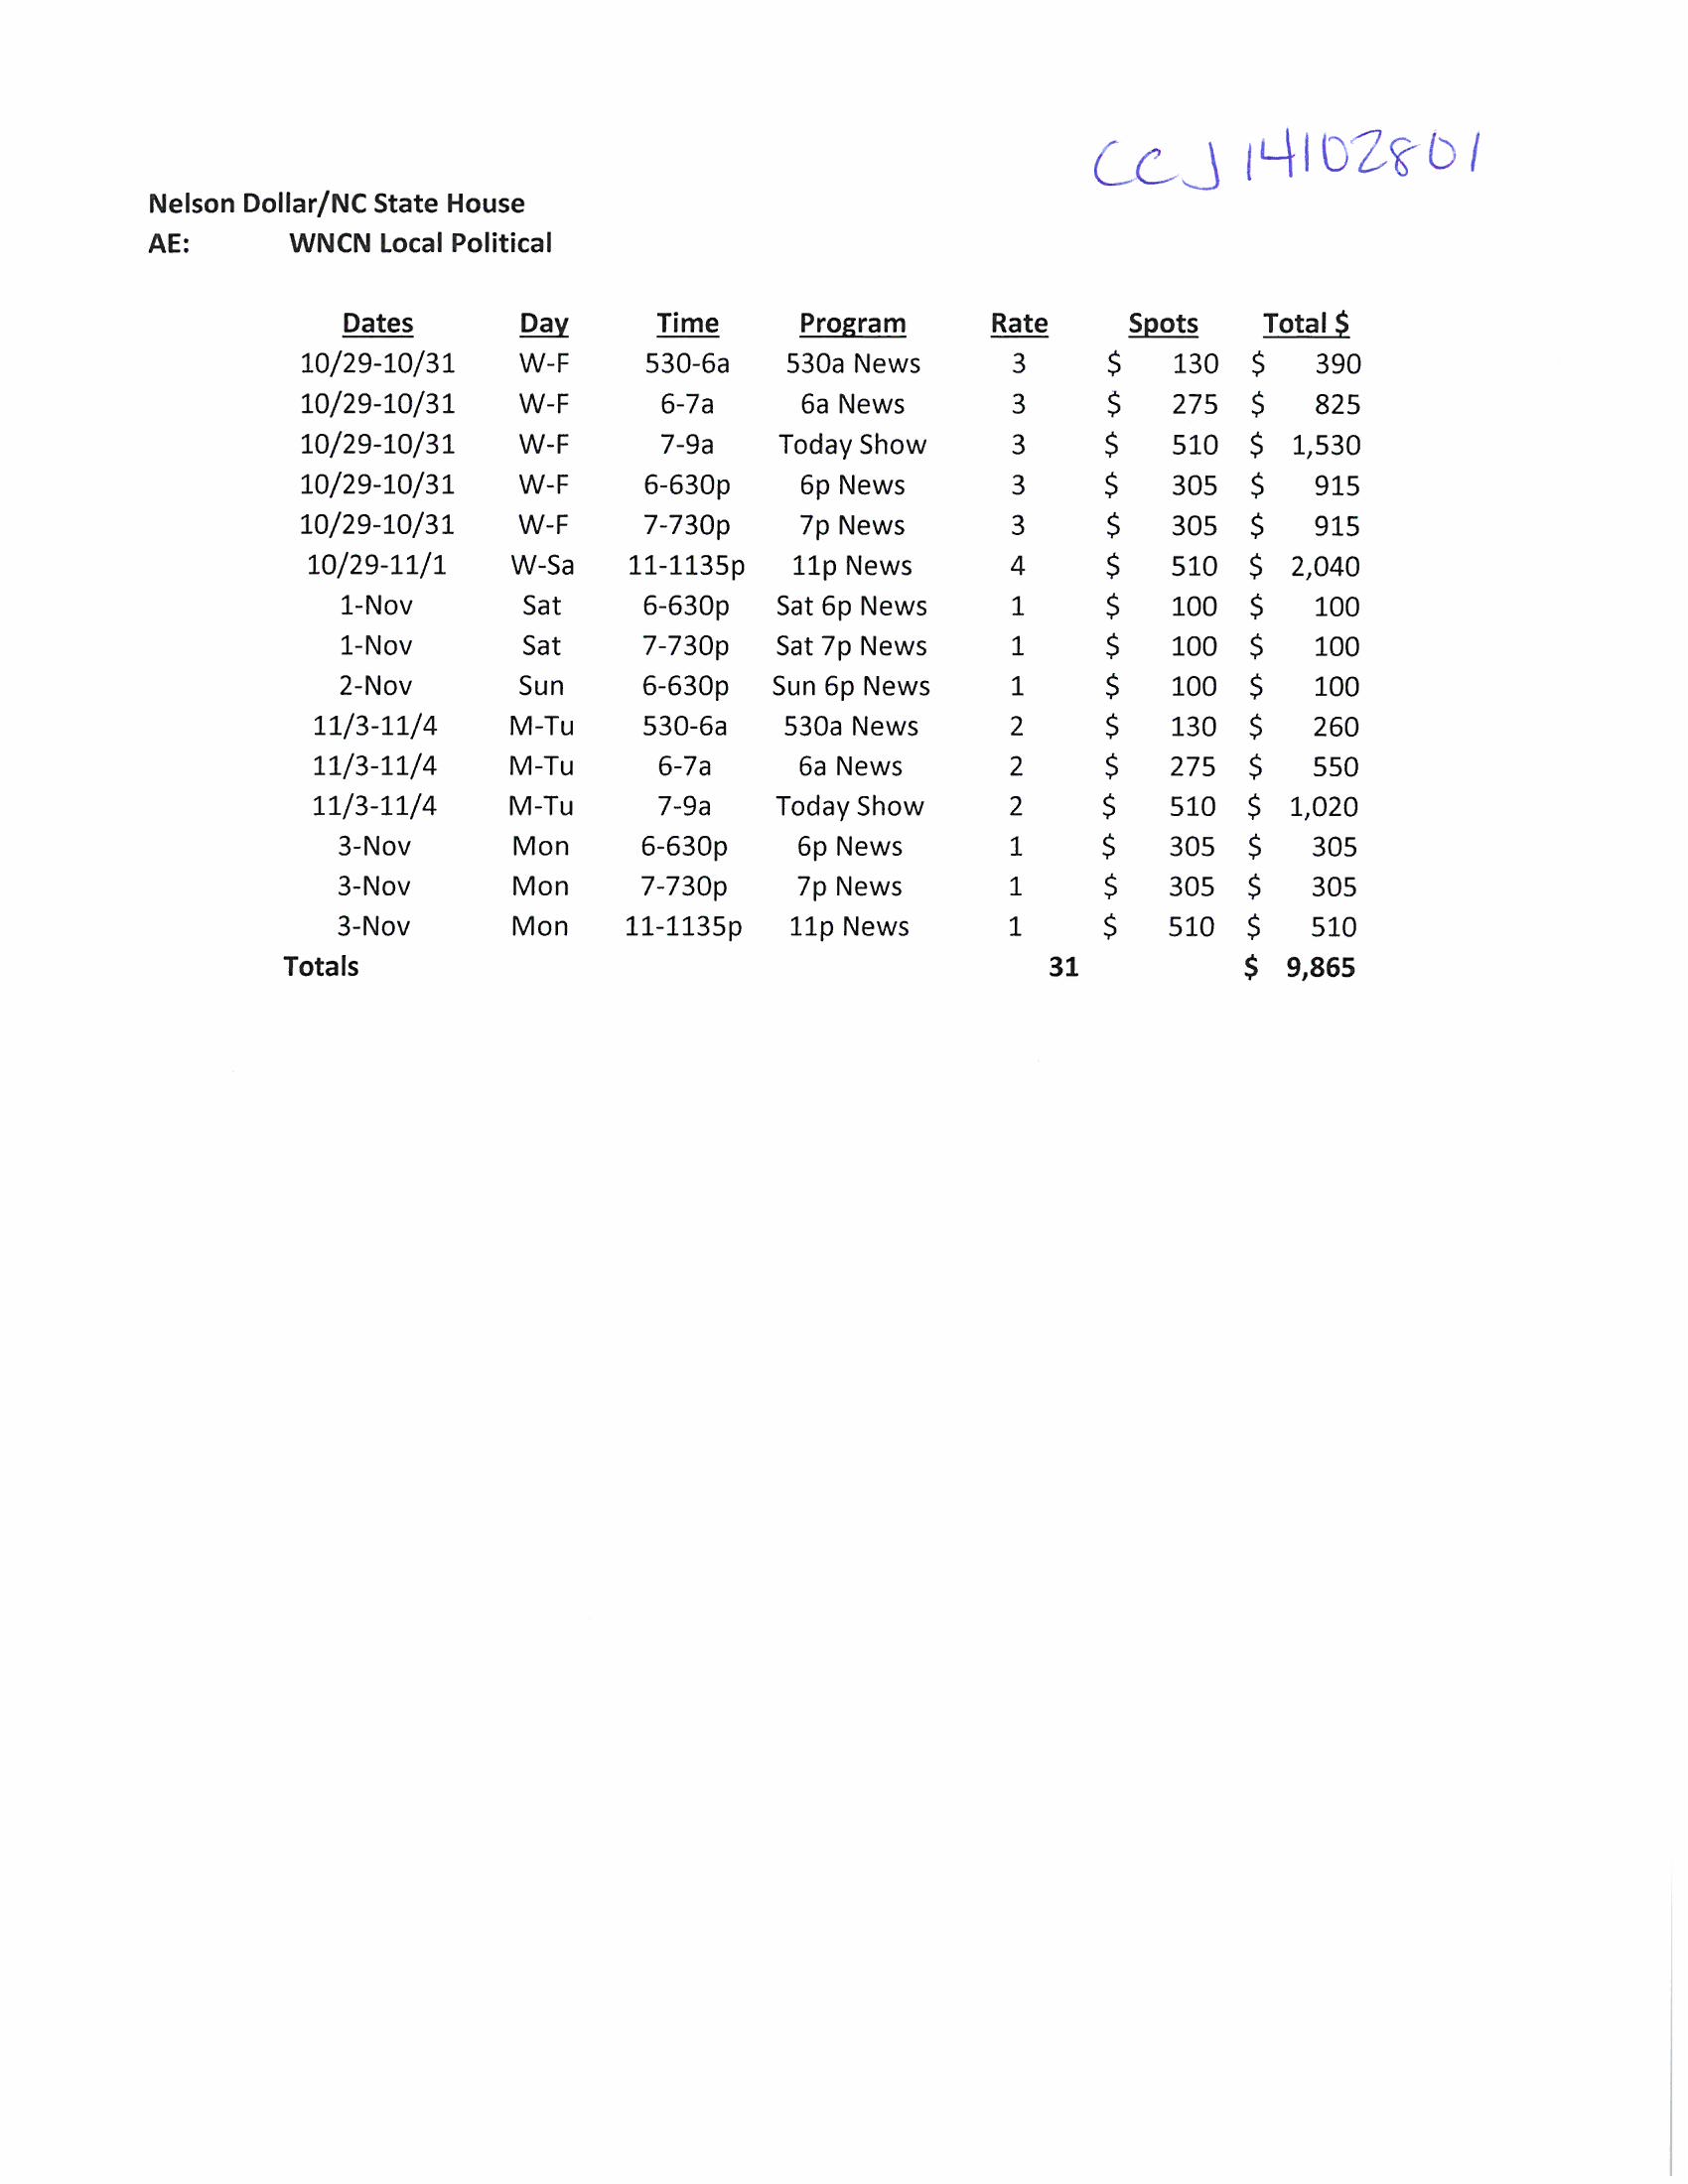 CCJ14102801
Nelson Dollar/NC State House
AE: WNCN Local Political
Dates Day Time Program Rate Spots Total $
10/29-10/31 W-F 530-6a 530a News 3 $ 130 $ 390
10/29-10/31 W-F 6-7a 6a News 3 $ 275 $ 825
10/29-10/31 W-F 7-9a Today Show 3 $ 510 $ 1,530
10/29-10/31 W-F 6-630p 6p News 3 $ 305 $ 915
10/29-10/31 W-F 7-730p 7p News 3 $ 305 $ 915
10/29-11/1 W-Sa 11-1135p 11p News 4 $ 510 $ 2,040
1-Nov Sat 6-630p Sat 6p News 1 $ 100 $ 100
1-Nov Sat 7-730p Sat 7p News 1 $ 100 $ 100
2-Nov Sun 6-630p Sun 6p News 1 $ 100 $ 100
11/3-11/4 M-Tu 530-6a 530a News 2 $ 130 $ 260
11/3-11/4 M-Tu 6-7a 6a News 2 $ 275 $ 550
11/3-11/4 M-Tu 7-9a Today Show 2 $ 510 $ 1,020
3-Nov Mon 6-630p 6p News 1 $ 305 $ 305
3-Nov Mon 7-730p 7p News 1 $ 305 $ 305
3-Nov Mon 11-1135p 11p News 1 $ 510 $ 510
Totals 31 $ 9,865